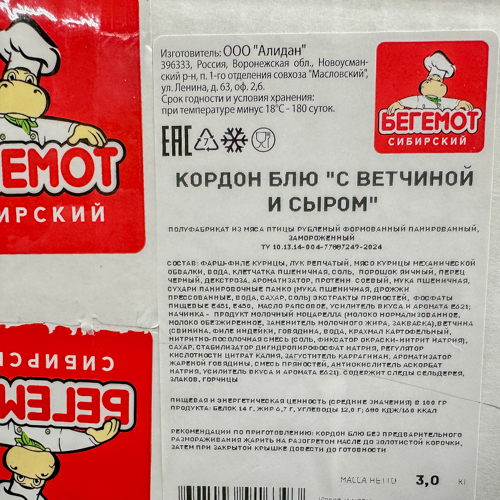 Изготовитель: ООО "Алидан"
396333, Россия, Воронежская обл., Новоусман-
ский р-н, п. 1-го отделения совхоза "Масловский",
ул. Ленина, д. 63, оф. 2,6.
Срок годности и условия хранения:
при температуре минус 18°С - 180 суток.
EAC
7
БЕГЕМОТ
СИБИРСКИЙ
КОРДОН БЛЮ "С ВЕТЧИНОЙ
И СЫРОМ"
ПОЛУФАБРИКАТ ИЗ МЯСА ПТИЦЫ РУБЛЕНЫЙ ФОРМОВАННЫЙ ПАНИРОВАННЫЙ,
ЗАМОРОЖЕННЫЙ
ТУ 10.13.14-004-77887249-2024
СОСТАВ: ФАРШ-ФИЛЕ КУРИЦЫ, ЛУК РЕПЧАТЫЙ, МЯСО КУРИЦЫ МЕХАНИЧЕСКОЙ
ОБВАЛКИ, ВОДА, КЛЕТЧАТКА ПШЕНИЧНАЯ, СОЛЬ, ПОРОШОК ЯИЧНЫЙ, ПЕРЕЦ
ЧЕРНЫЙ, ДЕКСТРОЗА, АРОМАТИЗАТОР, ПРОТЕИН СОЕВЫЙ, МУКА ПШЕНИЧНАЯ,
СУХАРИ ПАНИРОВОЧНЫЕ ПАНКО (МУКА ПШЕНИЧНАЯ, ДРОЖЖИ
ПРЕССОВАННЫЕ, ВОДА, САХАР, СОЛЬ) ЭКСТРАКТЫ ПРЯНОСТЕЙ, ФОСФАТЫ
ПИЩЕВЫЕ Е451, Е450, МАСЛО РАПСОВОЕ, УСИЛИТЕЛЬ ВКУСА И АРОМАТА Е621;
НАЧИНКА - ПРОДУКТ МОЛОЧНЫЙ МОЦАРЕЛЛА (МОЛОКО НОРМАЛИЗОВАННОЕ,
МОЛОКО ОБЕЗЖИРЕННОЕ, ЗАМЕНИТЕЛЬ МОЛОЧНОГО ЖИРА, ЗАКВАСКА),ВЕТЧИНА
(СВИНИНА, ФИЛЕ ИНДЕЙКИ, ГОВЯДИНА, ВОДА, КРАХМАЛ КАРТОФЕЛЬНЫЙ,
НИТРИТНО-ПОСОЛОЧНАЯ СМЕСЬ (СОЛЬ, ФИКСАТОР ОКРАСКИ-НИТРИТ НАТРИЯ),
САХАР, СТАБИЛИЗАТОР ДИГИДРОПИРОФОСФАТ НАТРИЯ, РЕГУЛЯТОР
КИСЛОТНОСТИ ЦИТРАТ КАЛИЯ, ЗАГУСТИТЕЛЬ КАРРАГИНАН, АРОМАТИЗАТОР
ЖАРЕНОЙ ГОВЯДИНЫ, СМЕСЬ ПРЯНОСТЕЙ, АНТИОКИСЛИТЕЛЬ АСКОРБАТ
НАТРИЯ, УСИЛИТЕЛЬ ВКУСА И АРОМАТА Е621). СОДЕРЖИТ СЛЕДЫ СЕЛЬДЕРЕЯ,
ЗЛАКОВ, ГОРЧИЦЫ
ПИЩЕВАЯ И ЭНЕРГЕТИЧЕСКАЯ ЦЕННОСТЬ (СРЕДНИЕ ЗНАЧЕНИЯ) В 100 ГР
ПРОДУКТА: БЕЛОК 14 Г, ЖИР 6,7 Г, УГЛЕВОДЫ 12,0 Г; 680 КДЖ/160 ККАЛ
РЕКОМЕНДАЦИИ ПО ПРИГОТОВЛЕНИЮ: КОРДОН БЛЮ БЕЗ ПРЕДВАРИТЕЛЬНОГО
РАЗМОРАЖИВАНИЯ ЖАРИТЬ НА РАЗОГРЕТОМ МАСЛЕ ДО ЗОЛОТИСТОЙ КОРОЧКИ,
ЗАТЕМ ПРИ ЗАКРЫТОЙ КРЫШКЕ ДОВЕСТИ ДО ГОТОВНОСТИ
МАССА НЕТТО 3,0 КГ
ЕМОТ
БИРСКИЙ
СИБИРСКИ
БЕГЕМ